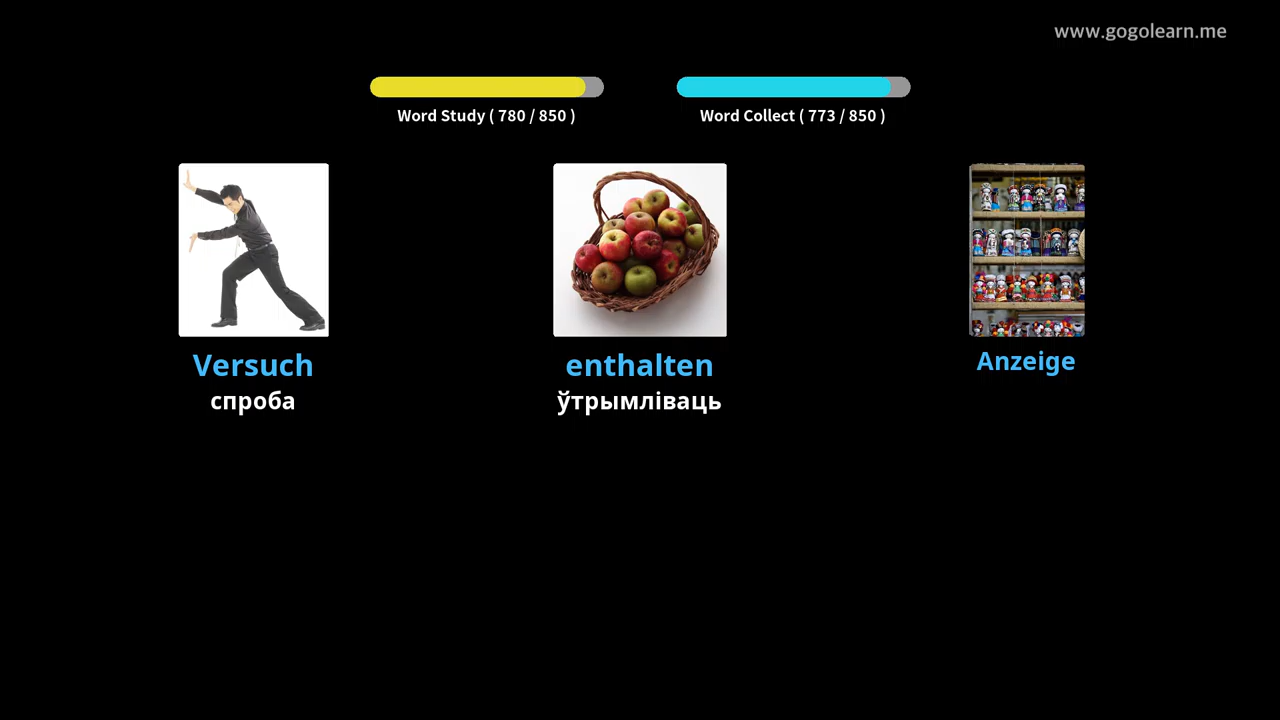 www.gogolearn.me
Word Study ( 780 / 850 )
Word Collect ( 773 / 850 )
Versuch
спроба
enthalten
ўтрымліваць
Anzeige